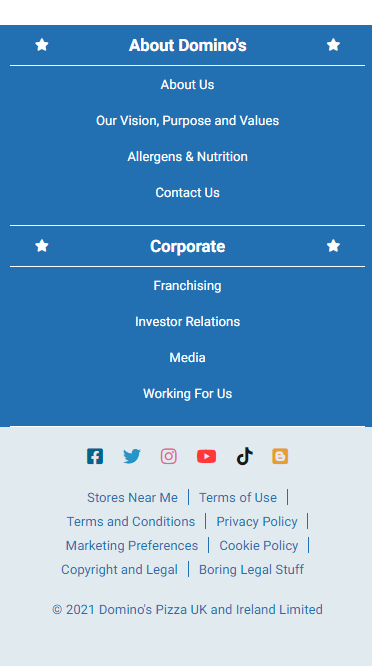 About Domino's
About Us
Our Vision, Purpose and Values
Allergens & Nutrition
Contact Us
Corporate
Franchising
Investor Relations
Media
Working For Us
Stores Near Me | Terms of Use |
Terms and Conditions | Privacy Policy |
Marketing Preferences | Cookie Policy |
Copyright and Legal | Boring Legal Stuff
© 2021 Domino's Pizza UK and Ireland Limited